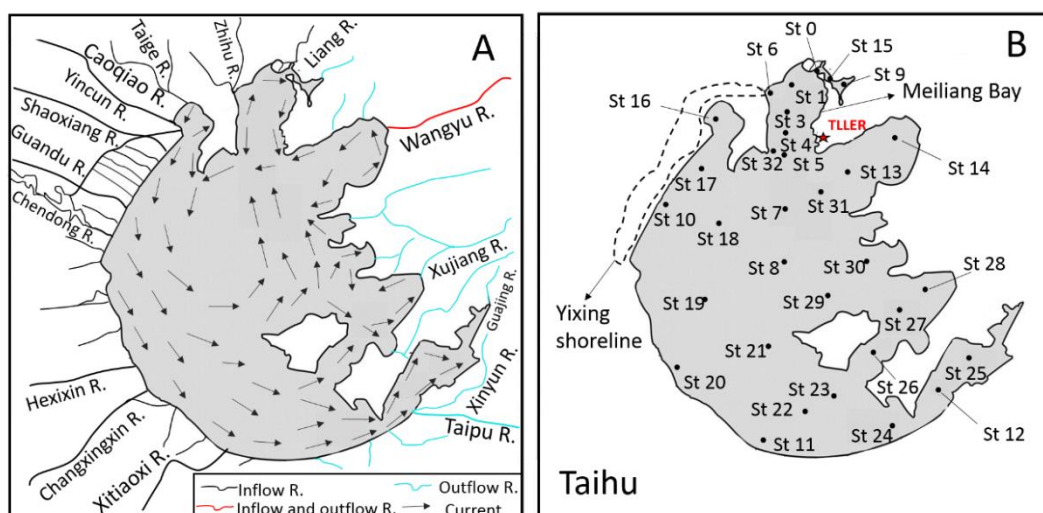 A
Caoqiao R.
Taige R.
Zhihu R.
Liang R.
Yincun R.
Shaoxiang R.
Guandu R.
Chendong R.
Wangyu R.
Xujiang R.
Guajing R.
Xinyun R.
Taipu R.
Hexixin R.
Changxingxin R.
Xitiaoxi R.
Inflow R.
Outflow R.
Inflow and outflow R.
Current
B
St 0
St 6
St 15
St 9
St 1
Meiliang Bay
St 16
St 3
TLLER
St 4
St 32
St 5
St 14
St 13
St 17
St 31
St 10
St 7
St 18
St 8
St 30
St 28
St 19
St 29
Yixing
shoreline
St 27
St 21
St 20
St 26
St 25
St 23
St 22
St 24
St 12
St 11
Taihu